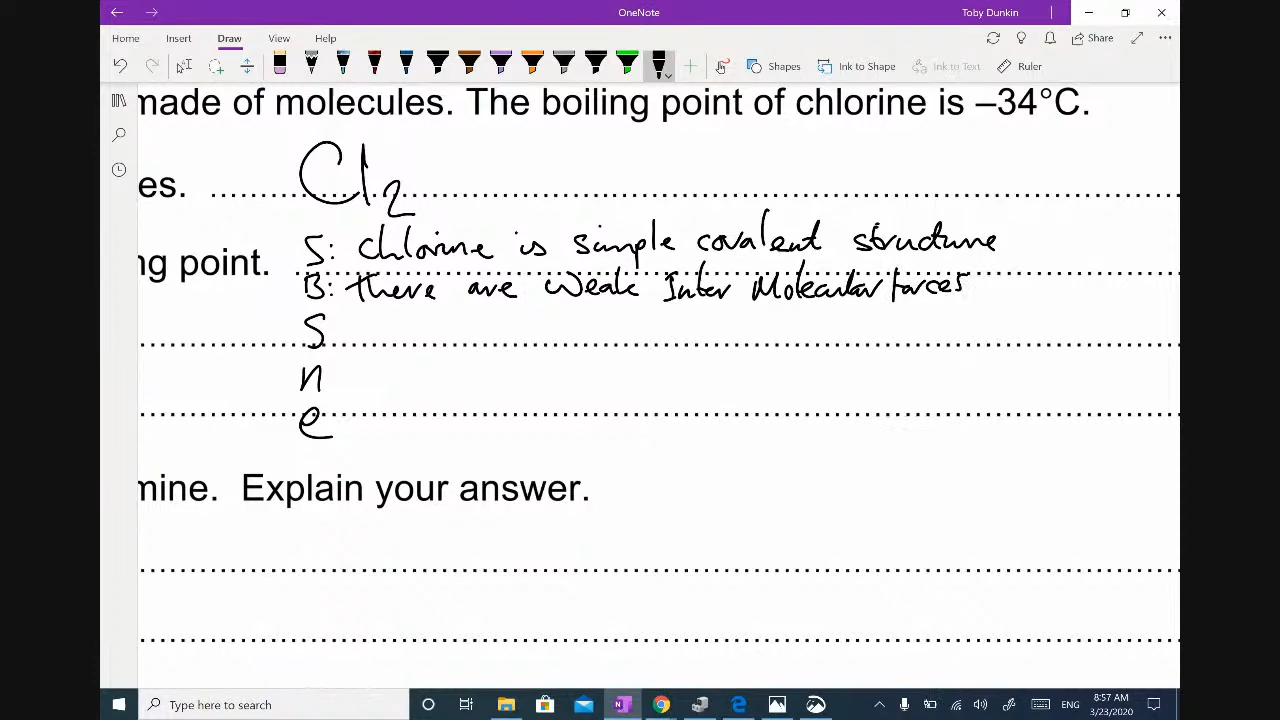 OneNote
Toby Dunkin
Home Insert Draw View Help
Share
Shapes Ink to Shape Ink to Text Ruler
made of molecules. The boiling point of chlorine is –34°C.
es. Cl2
S: chlorine is simple covalent structure
ng point.
B: there are weak Inter Molecular forces
S
n
e
mine. Explain your answer.
Type here to search
ENG
8:57 AM
3/23/2020